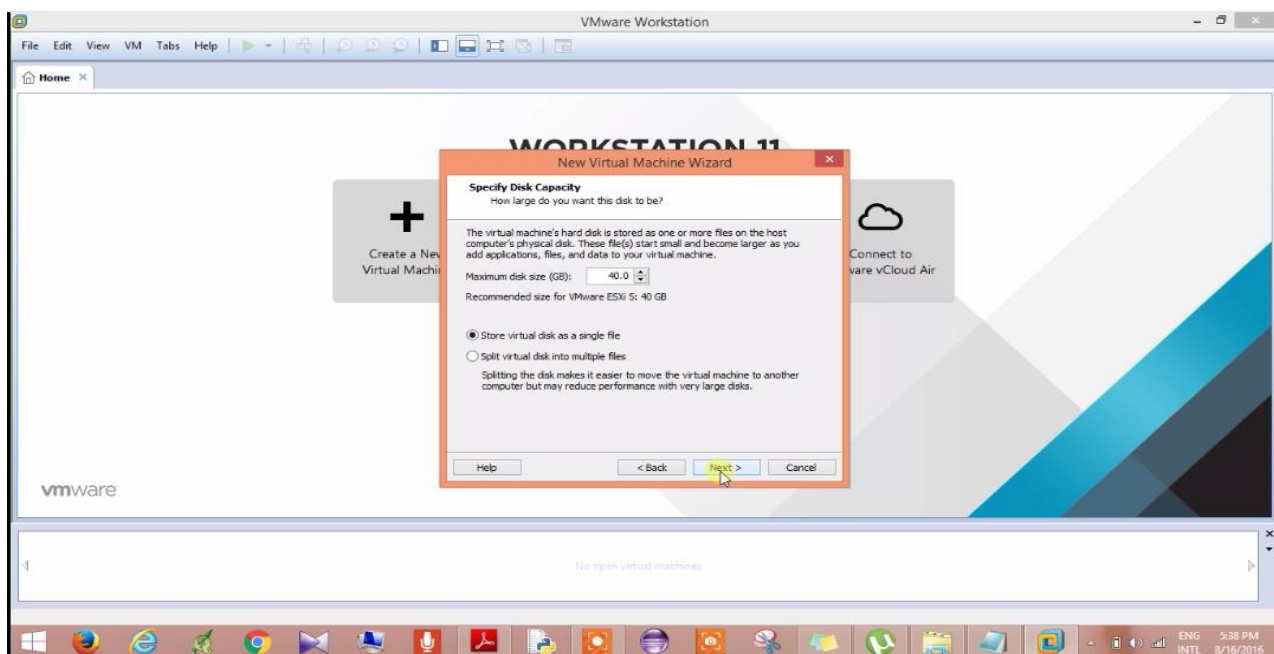 VMware Workstation
File Edit View VM Tabs Help
Home
WORKSTATION 11
New Virtual Machine Wizard
Specify Disk Capacity
How large do you want this disk to be?
The virtual machine's hard disk is stored as one or more files on the host
computer's physical disk. These file(s) start small and become larger as you
add applications, files, and data to your virtual machine.
Maximum disk size (GB): 40.0
Recommended size for VMware ESXi 5: 40 GB
Store virtual disk as a single file
Split virtual disk into multiple files
Splitting the disk makes it easier to move the virtual machine to another
computer but may reduce performance with very large disks.
Help < Back Next > Cancel
Create a New
Virtual Machi
Connect to
ware vCloud Air
vmware
No open virtual machines
ENG 5:38 PM
INTL 8/16/2016